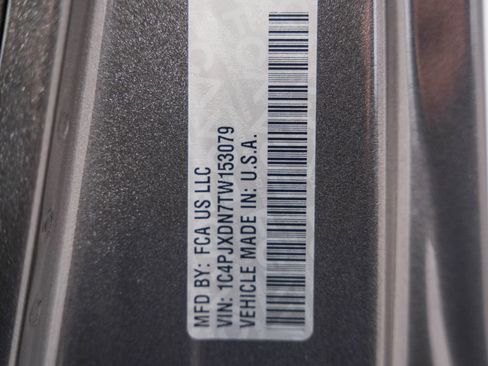 MFD BY: FCA US LLC
VIN: 1C4PJXDN7TW153079
VEHICLE MADE IN: U.S.A.